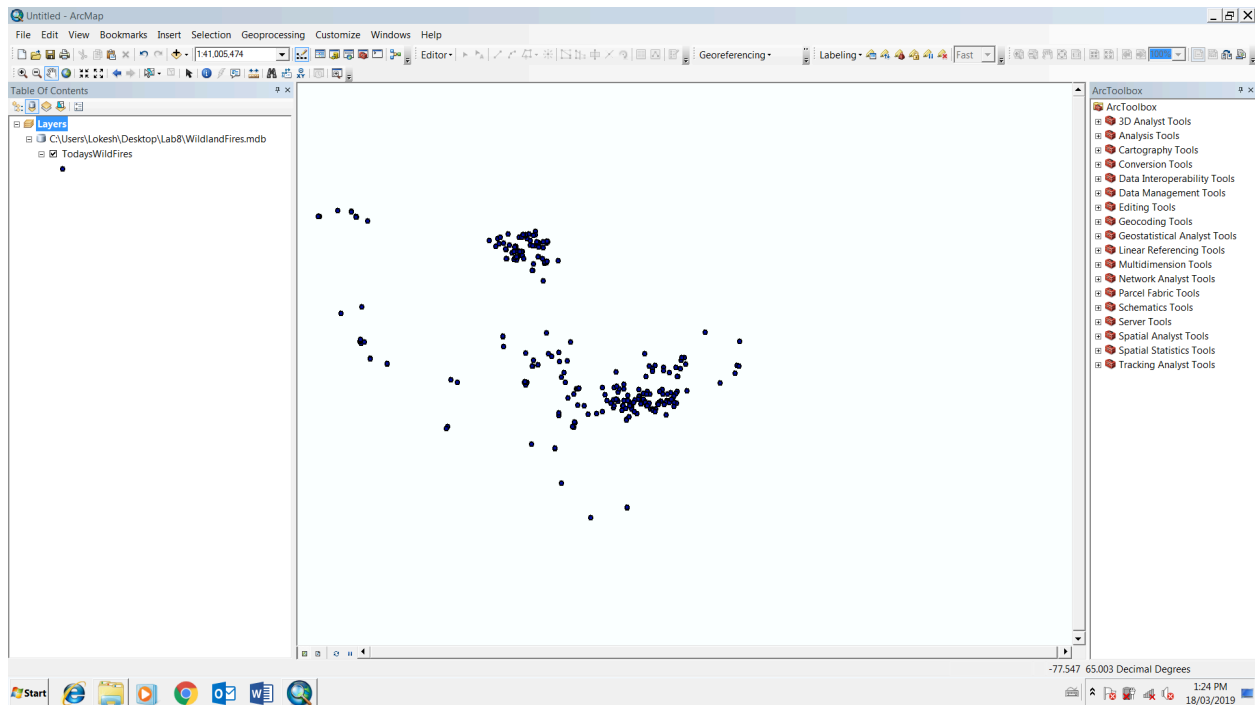 Untitled - ArcMap
File Edit View Bookmarks Insert Selection Geoprocessing Customize Windows Help
1:41,005,474 Editor Georeferencing Labeling Fast 100%
Table Of Contents
ArcToolbox
Layers
C:\Users\Lokesh\Desktop\Lab8\WildlandFires.mdb
TodaysWildFires
ArcToolbox
3D Analyst Tools
Analysis Tools
Cartography Tools
Conversion Tools
Data Interoperability Tools
Data Management Tools
Editing Tools
Geocoding Tools
Geostatistical Analyst Tools
Linear Referencing Tools
Multidimension Tools
Network Analyst Tools
Parcel Fabric Tools
Schematics Tools
Server Tools
Spatial Analyst Tools
Spatial Statistics Tools
Tracking Analyst Tools
-77.547 65.003 Decimal Degrees
Start
1:24 PM
18/03/2019